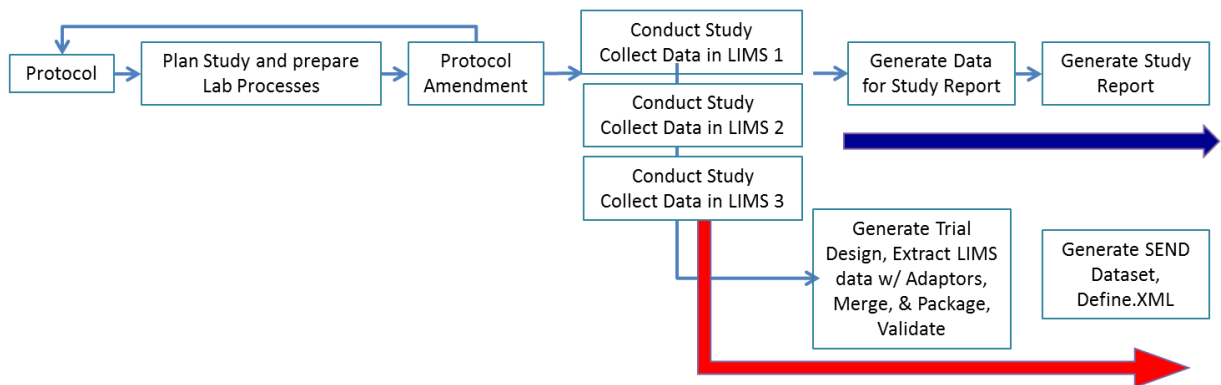 Protocol
Plan Study and prepare
Lab Processes
Protocol
Amendment
Conduct Study
Collect Data in LIMS 1
Conduct Study
Collect Data in LIMS 2
Conduct Study
Collect Data in LIMS 3
Generate Data
for Study Report
Generate Study
Report
Generate Trial
Design, Extract LIMS
data w/ Adaptors,
Merge, & Package,
Validate
Generate SEND
Dataset,
Define.XML